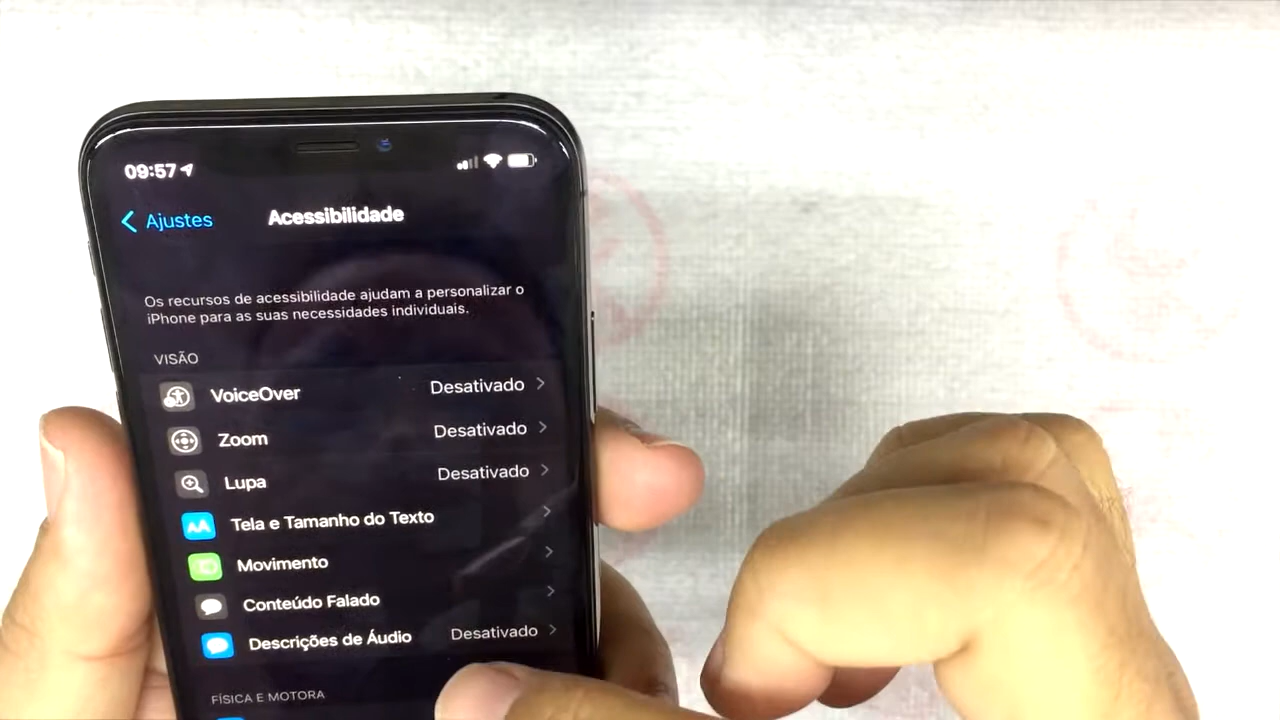 09:57
Ajustes
Acessibilidade
Os recursos de acessibilidade ajudam a personalizar o
iPhone para as suas necessidades individuais.
VISÃO
VoiceOver Desativado
Zoom Desativado
Lupa Desativado
AA Tela e Tamanho do Texto
Movimento
Conteúdo Falado
Descrições de Áudio Desativado
FÍSICA E MOTORA